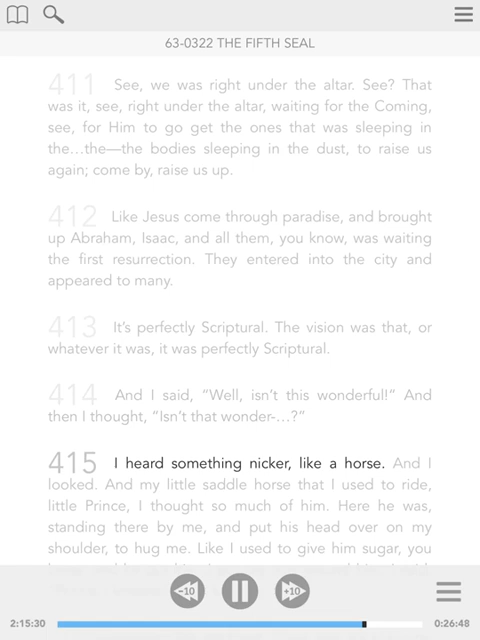 63-0322 THE FIFTH SEAL
411 See, we was right under the altar. See? That
was it, see, right under the altar, waiting for the Coming,
see, for Him to go get the ones that was sleeping in
the…the—the bodies sleeping in the dust, to raise us
again; come by, raise us up.
412 Like Jesus come through paradise, and brought
up Abraham, Isaac, and all them, you know, was waiting
the first resurrection. They entered into the city and
appeared to many.
413 It’s perfectly Scriptural. The vision was that, or
whatever it was, it was perfectly Scriptural.
414 And I said, “Well, isn’t this wonderful!” And
then I thought, “Isn’t that wonder-…?”
415 I heard something nicker, like a horse. And I
looked. And my little saddle horse that I used to ride,
little Prince, I thought so much of him. Here he was,
standing there by me, and put his head over on my
shoulder, to hug me. Like I used to give him sugar, you
-10
+10
2:15:30
0:26:48